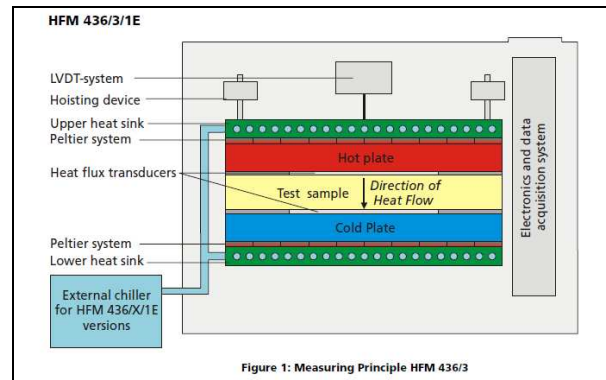 HFM 436/3/1E
LVDT-system
Hoisting device
Upper heat sink
Peltier system
Hot plate
Heat flux transducers
Test sample
Direction of
Heat Flow
Cold Plate
Peltier system
Lower heat sink
External chiller
for HFM 436/X/1E
versions
Electronics and data
acquisition system
Figure 1: Measuring Principle HFM 436/3